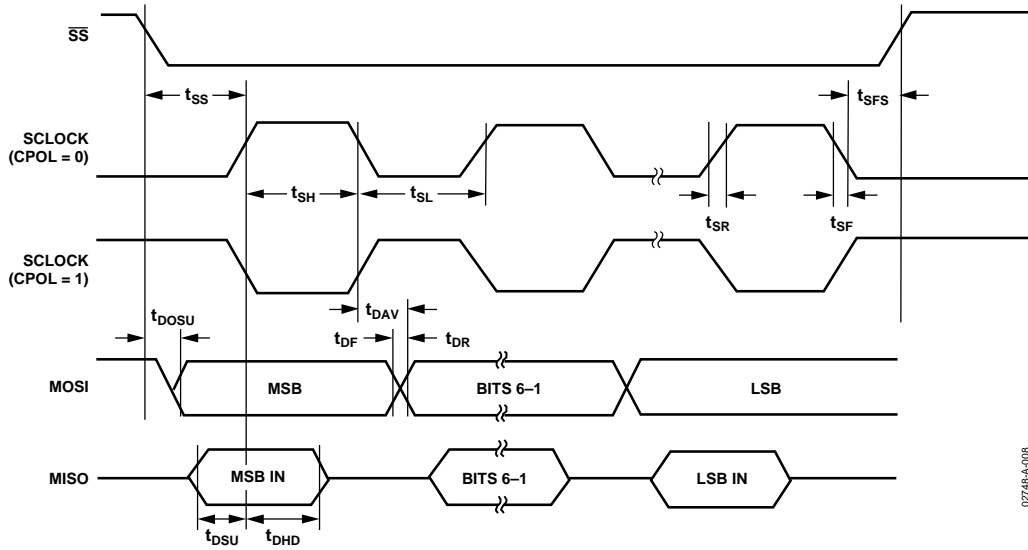 SS
tSS
tSFS
SCLOCK
(CPOL = 0)
tSH
tSL
tSR
tSF
SCLOCK
(CPOL = 1)
tDOSU
tDAV
tDF
tDR
MOSI
MSB
BITS 6–1
LSB
MISO
MSB IN
BITS 6–1
LSB IN
tDSU
tDHD
02748-A-008